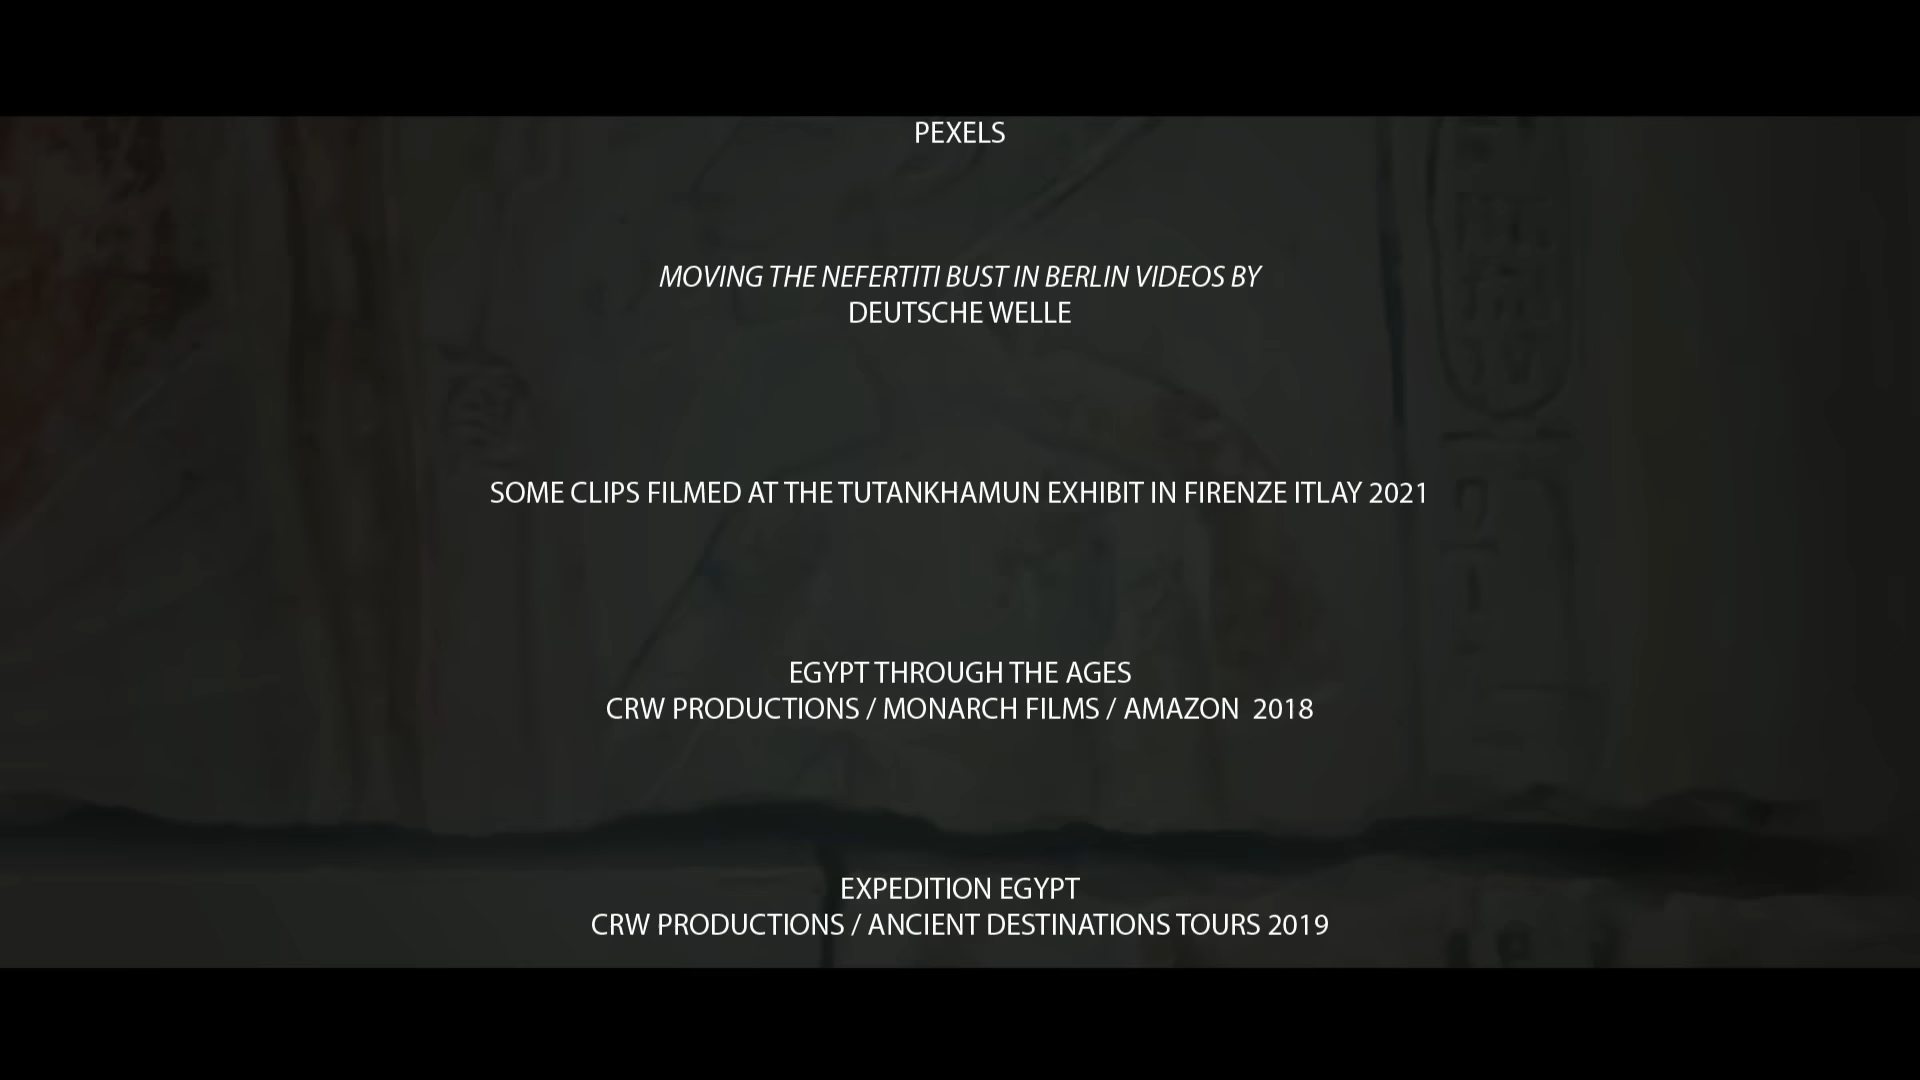 PEXELS
MOVING THE NEFERTITI BUST IN BERLIN VIDEOS BY
DEUTSCHE WELLE
SOME CLIPS FILMED AT THE TUTANKHAMUN EXHIBIT IN FIRENZE ITLAY 2021
EGYPT THROUGH THE AGES
CRW PRODUCTIONS / MONARCH FILMS / AMAZON 2018
EXPEDITION EGYPT
CRW PRODUCTIONS / ANCIENT DESTINATIONS TOURS 2019